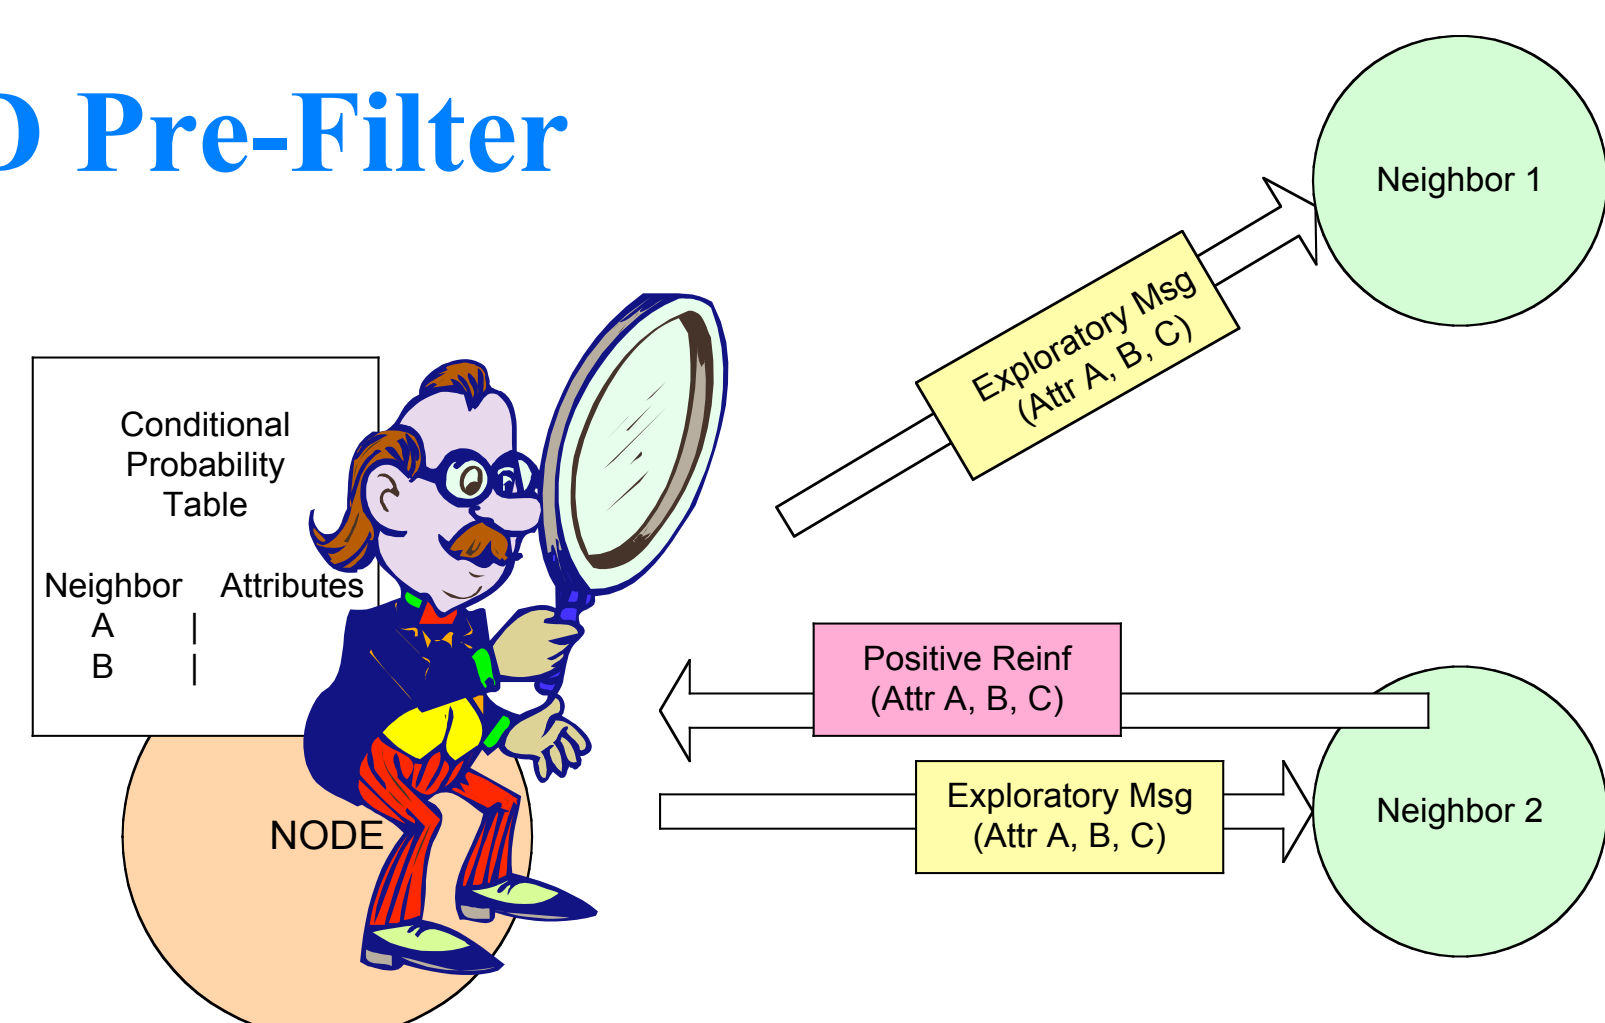 D Pre-Filter
Neighbor 1
Exploratory Msg
(Attr A, B, C)
Conditional
Probability
Table
Neighbor | Attributes
A |
B |
Positive Reinf
(Attr A, B, C)
Exploratory Msg
(Attr A, B, C)
Neighbor 2
NODE